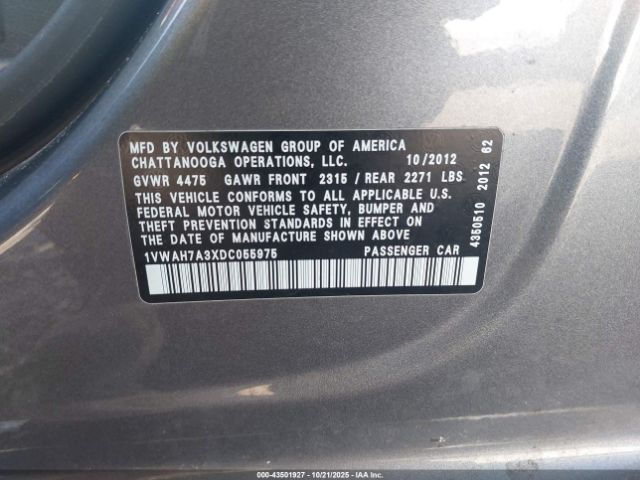 MFD BY VOLKSWAGEN GROUP OF AMERICA
CHATTANOOGA OPERATIONS, LLC. 10/2012
GVWR 4475 GAWR FRONT 2315 / REAR 2271 LBS
THIS VEHICLE CONFORMS TO ALL APPLICABLE U.S.
FEDERAL MOTOR VEHICLE SAFETY, BUMPER AND
THEFT PREVENTION STANDARDS IN EFFECT ON
THE DATE OF MANUFACTURE SHOWN ABOVE
1VWAH7A3XDC055975 PASSENGER CAR
4350510 2012 62
000-43501927 - 10/21/2025 - IAAI.CA